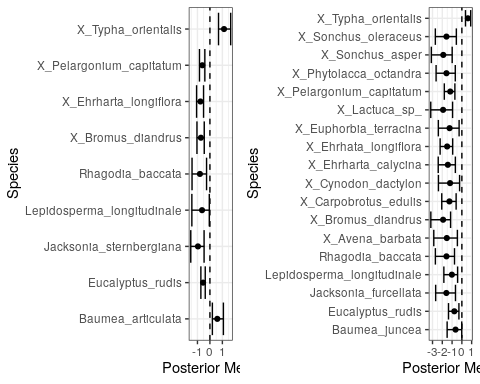 X_Typha_orientalis
X_Pelargonium_capitatum
X_Ehrharta_longiflora
X_Bromus_diandrus
Rhagodia_baccata
Lepidosperma_longitudinale
Jacksonia_sternbergiana
Eucalyptus_rudis
Baumea_articulata
Species
-1 0 1
Posterior Me
X_Typha_orientalis
X_Sonchus_oleraceus
X_Sonchus_asper
X_Phytolacca_octandra
X_Pelargonium_capitatum
X_Lactuca_sp_
X_Euphorbia_terracina
X_Ehrhata_longiflora
X_Ehrharta_calycina
X_Cynodon_dactylon
X_Carpobrotus_edulis
X_Bromus_diandrus
X_Avena_barbata
Rhagodia_baccata
Lepidosperma_longitudinale
Jacksonia_furcellata
Eucalyptus_rudis
Baumea_juncea
Species
-3-2-1 0 1
Posterior Me